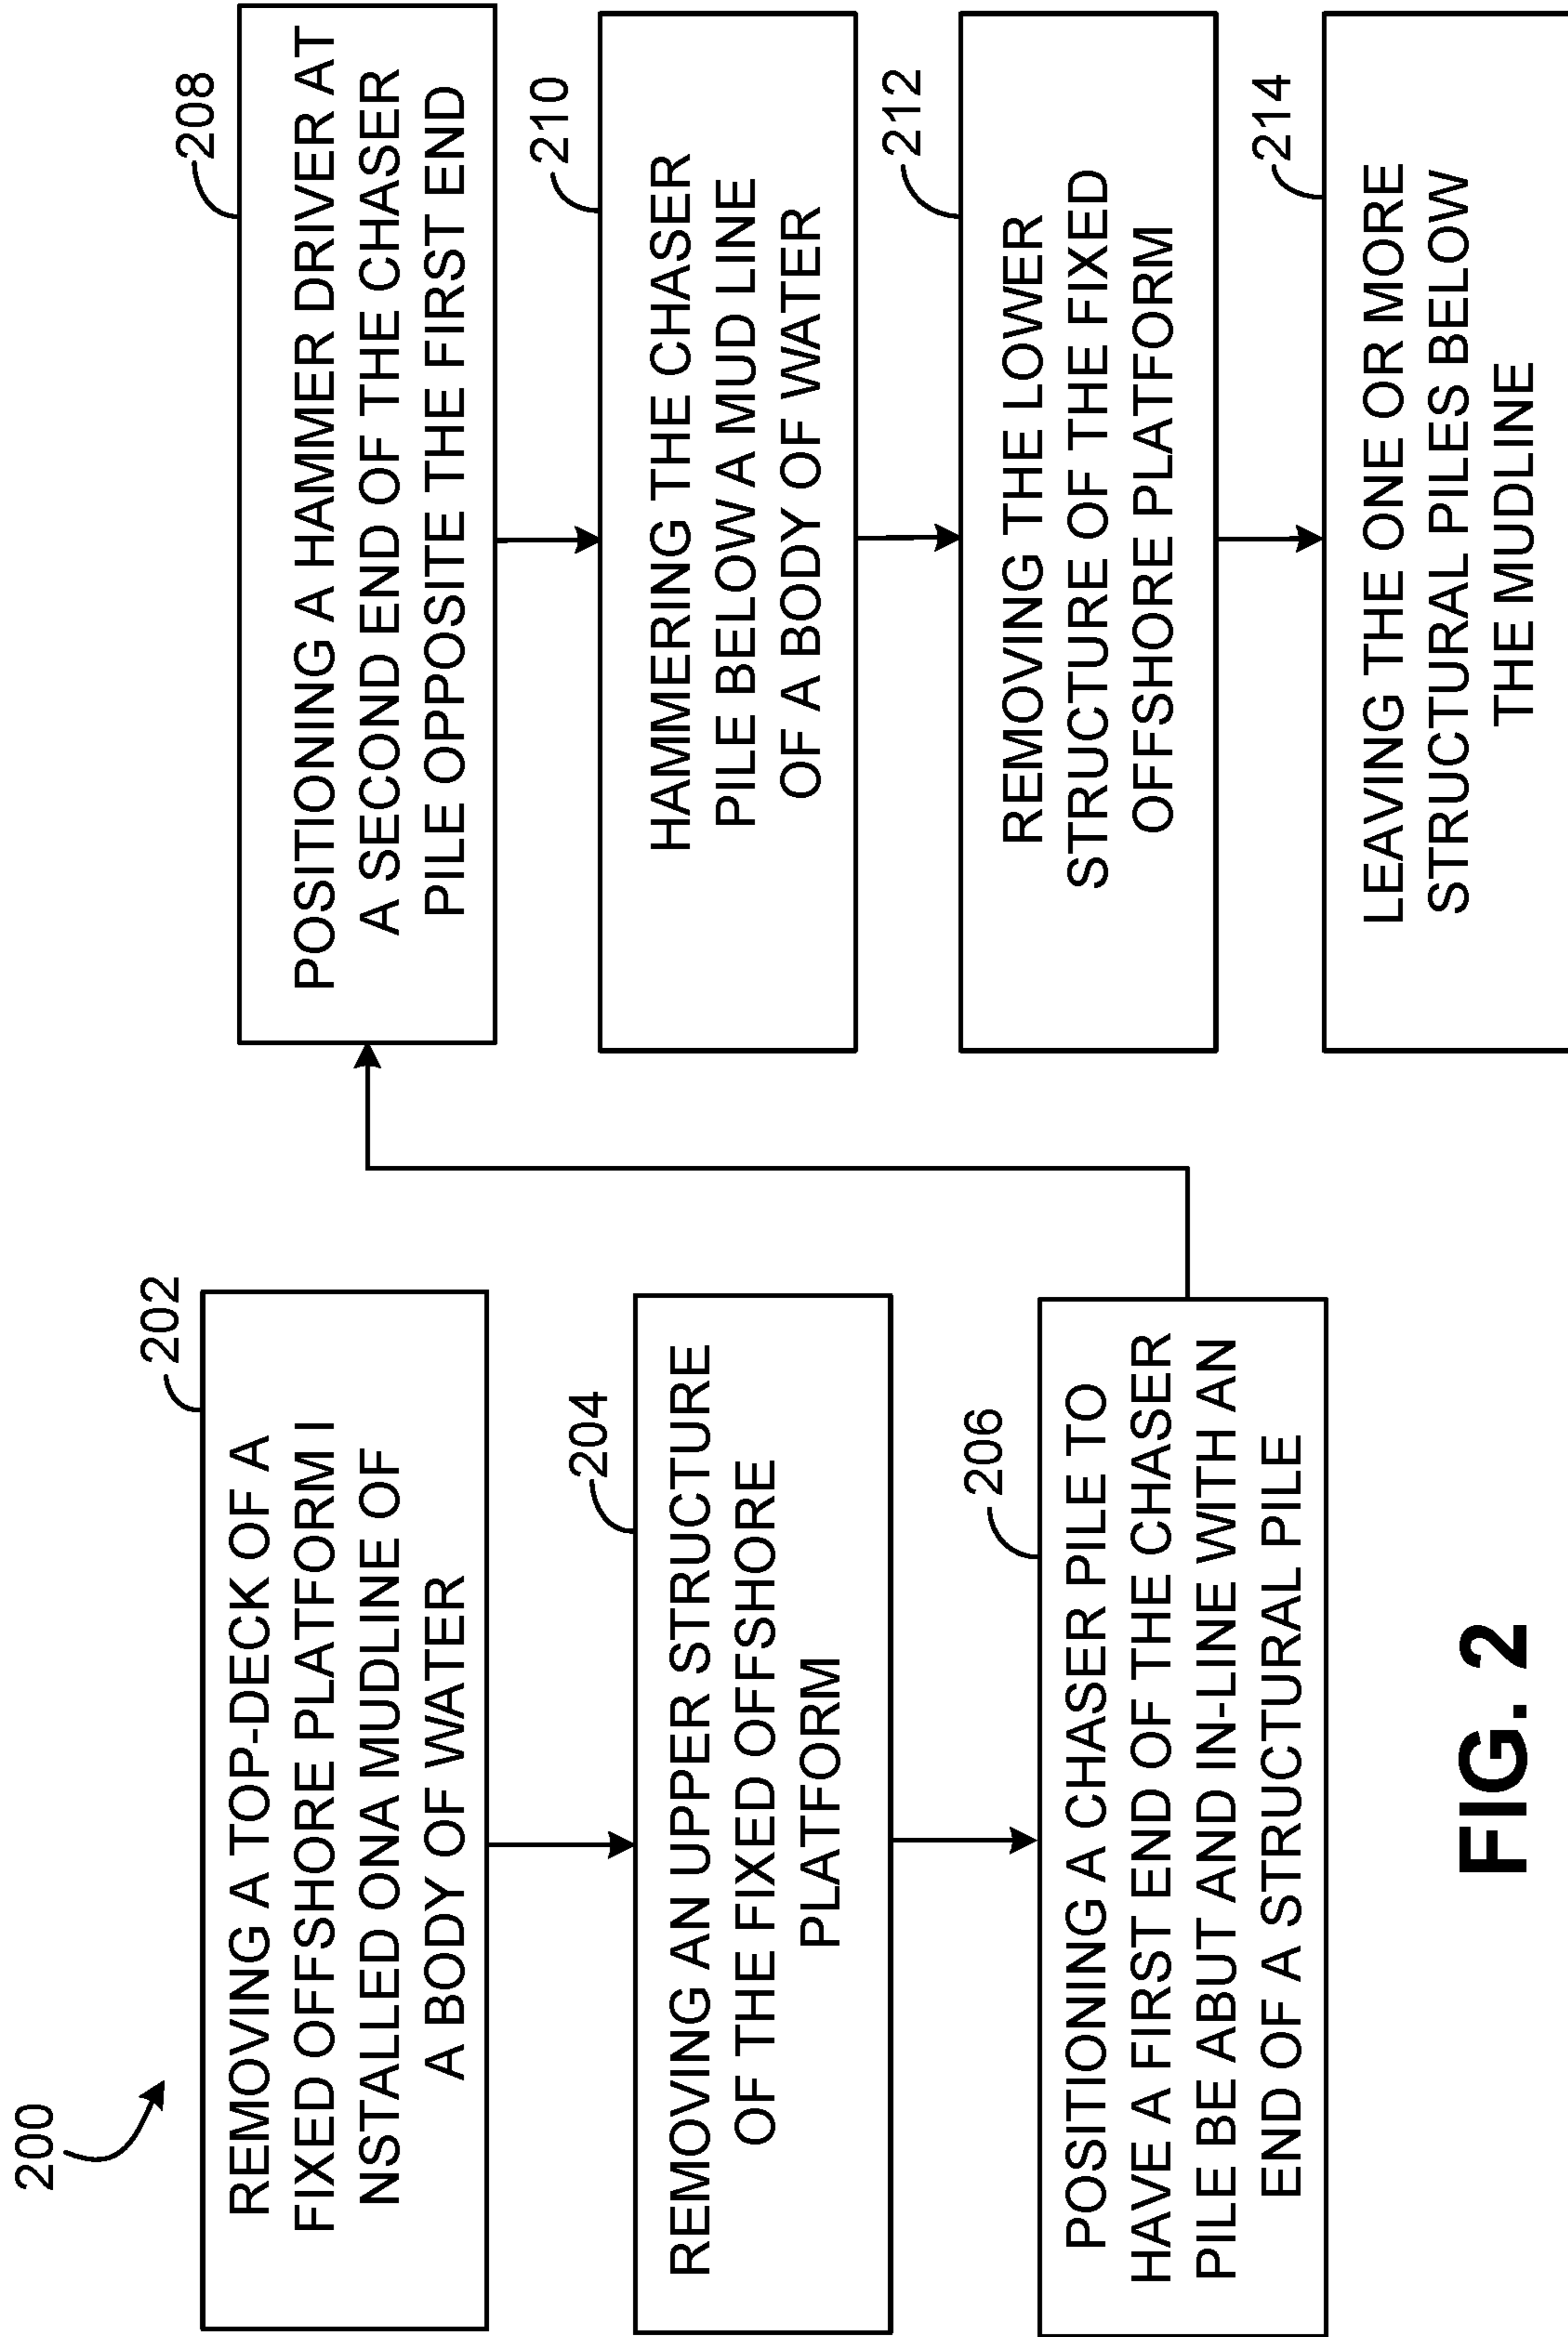 200
202
REMOVING A TOP-DECK OF A
FIXED OFFSHORE PLATFORM I
NSTALLED ONA MUDLINE OF
A BODY OF WATER
204
REMOVING AN UPPER STRUCTURE
OF THE FIXED OFFSHORE
PLATFORM
206
POSITIONING A CHASER PILE TO
HAVE A FIRST END OF THE CHASER
PILE BE ABUT AND IN-LINE WITH AN
END OF A STRUCTURAL PILE
208
POSITIONING A HAMMER DRIVER AT
A SECOND END OF THE CHASER
PILE OPPOSITE THE FIRST END
210
HAMMERING THE CHASER
PILE BELOW A MUD LINE
OF A BODY OF WATER
212
REMOVING THE LOWER
STRUCTURE OF THE FIXED
OFFSHORE PLATFORM
214
LEAVING THE ONE OR MORE
STRUCTURAL PILES BELOW
THE MUDLINE
FIG. 2